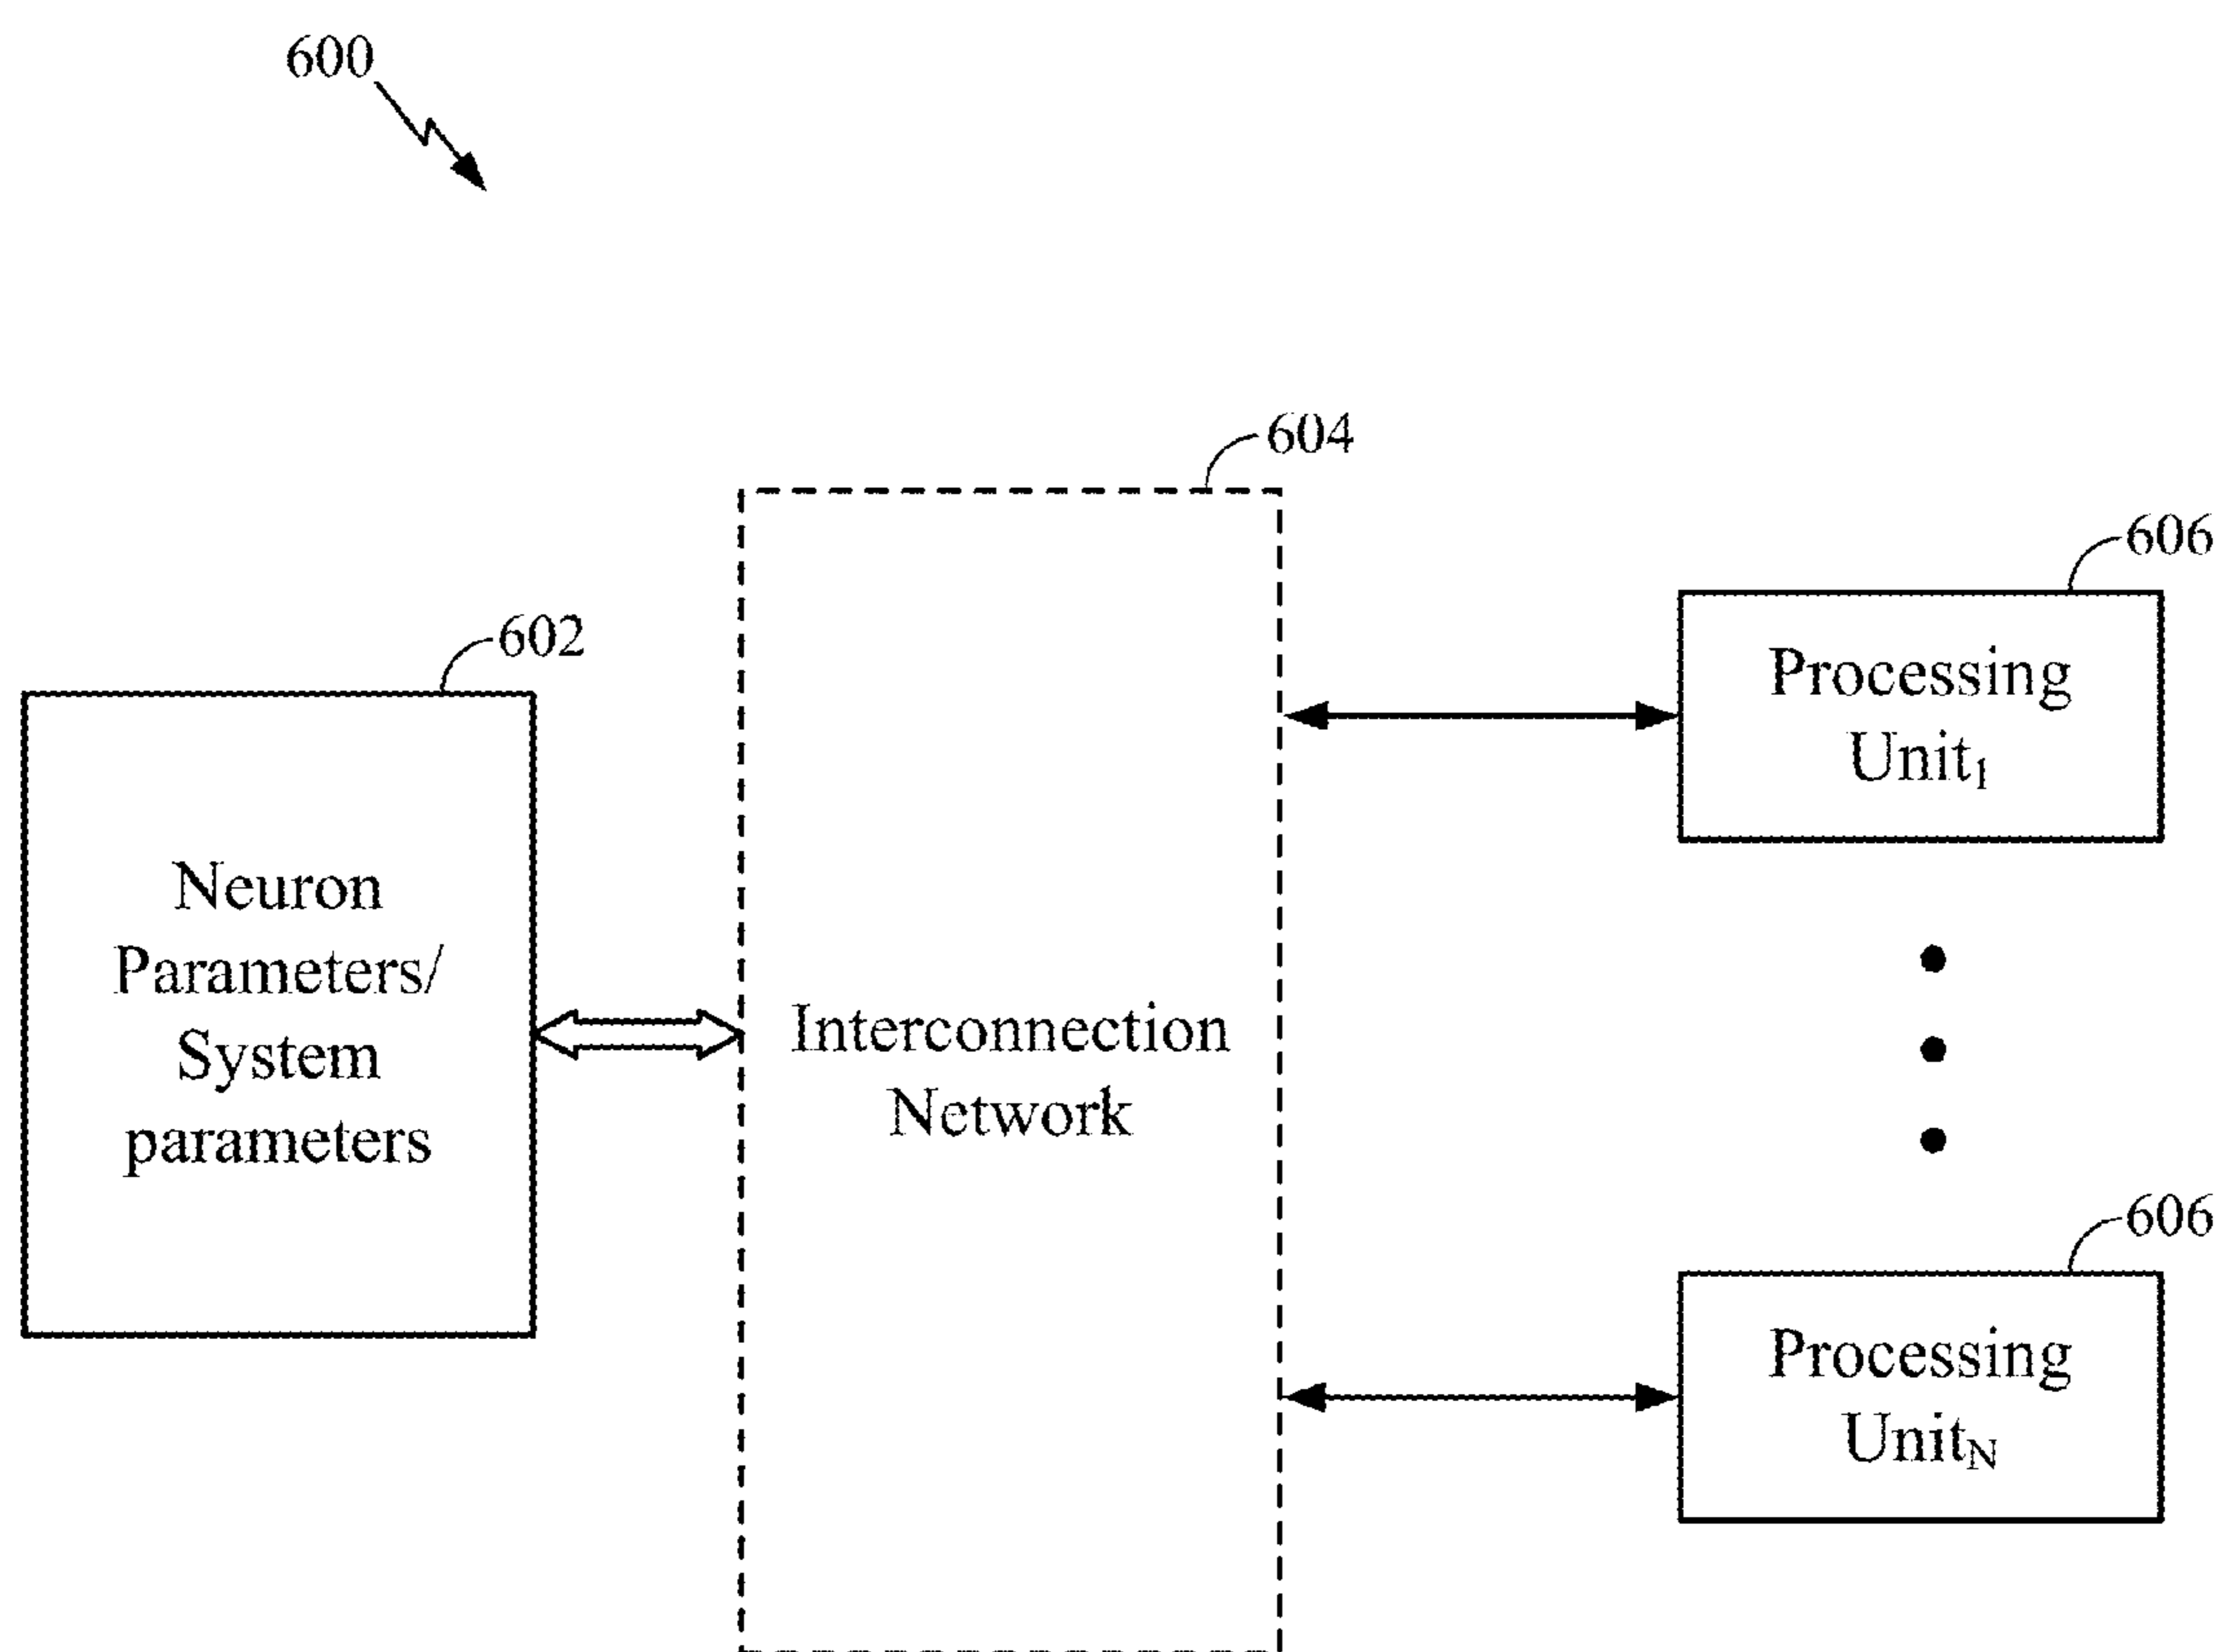 600
604
606
Processing
Unit1
602
Neuron
Parameters/
System
parameters
Interconnection
Network
606
Processing
UnitN